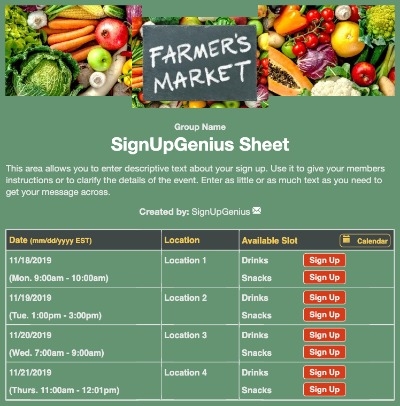 FARMER'S
MARKET
Group Name
SignUpGenius Sheet
This area allows you to enter descriptive text about your sign up. Use it to give your members
instructions or to clarify the details of the event. Enter as little or as much text as you need to
get your message across.
Created by: SignUpGenius
Date (mm/dd/yyyy EST) Location Available Slot Calendar
11/18/2019 Location 1 Drinks Sign Up
(Mon. 9:00am - 10:00am) Snacks Sign Up
11/19/2019 Location 2 Drinks Sign Up
(Tue. 1:00pm - 3:00pm) Snacks Sign Up
11/20/2019 Location 3 Drinks Sign Up
(Wed. 7:00am - 9:00am) Snacks Sign Up
11/21/2019 Location 4 Drinks Sign Up
(Thurs. 11:00am - 12:01pm) Snacks Sign Up